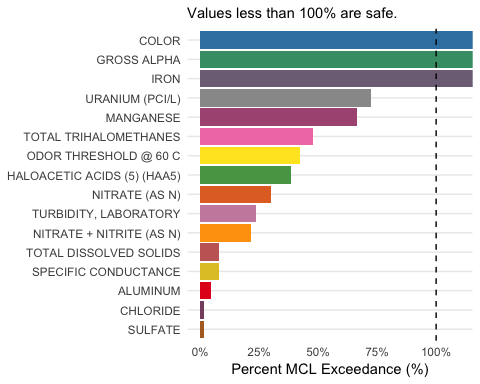 Values less than 100% are safe.
COLOR
GROSS ALPHA
IRON
URANIUM (PCI/L)
MANGANESE
TOTAL TRIHALOMETHANES
ODOR THRESHOLD @ 60 C
HALOACETIC ACIDS (5) (HAA5)
NITRATE (AS N)
TURBIDITY, LABORATORY
NITRATE + NITRITE (AS N)
TOTAL DISSOLVED SOLIDS
SPECIFIC CONDUCTANCE
ALUMINUM
CHLORIDE
SULFATE
0% 25% 50% 75% 100%
Percent MCL Exceedance (%)